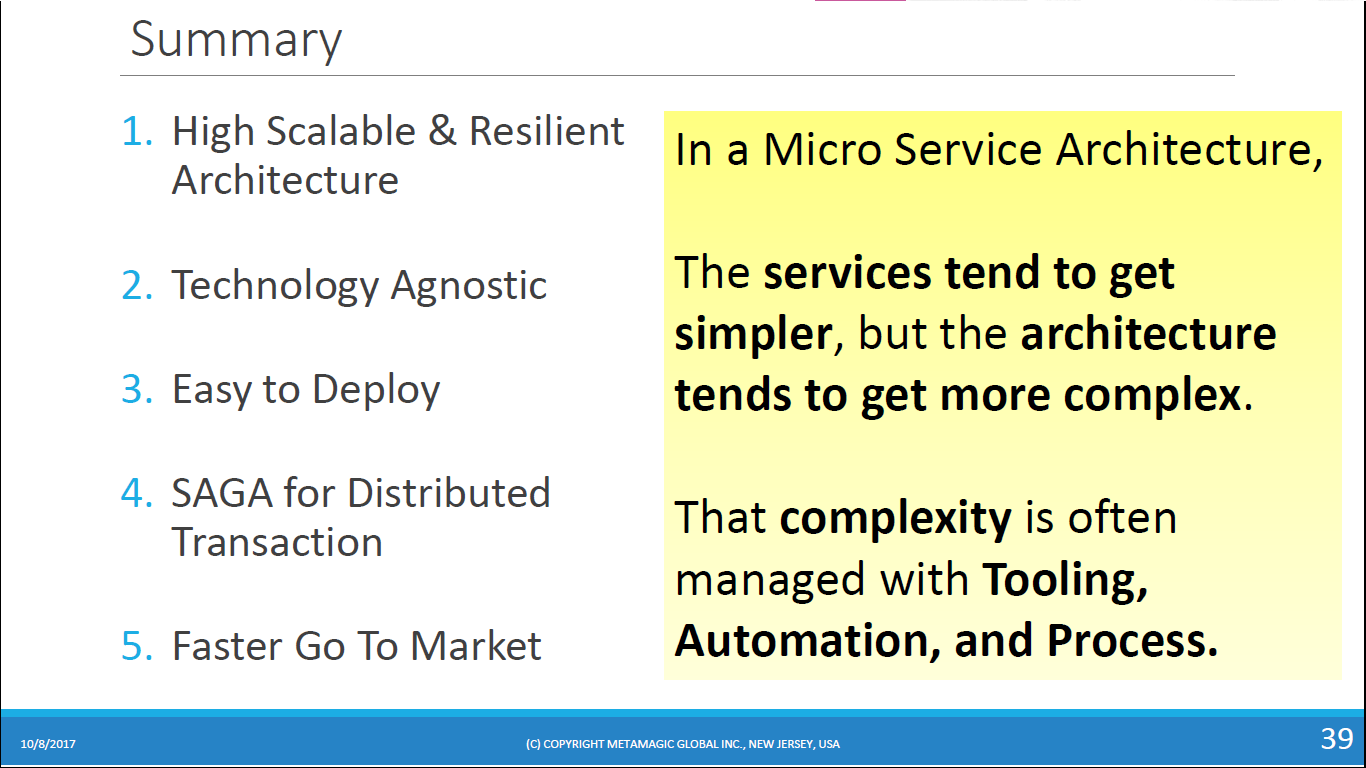 Summary
1. High Scalable & Resilient
Architecture
2. Technology Agnostic
3. Easy to Deploy
4. SAGA for Distributed
Transaction
5. Faster Go To Market
In a Micro Service Architecture,
The services tend to get
simpler, but the architecture
tends to get more complex.
That complexity is often
managed with Tooling,
Automation, and Process.
10/8/2017
(C) COPYRIGHT METAMAGIC GLOBAL INC., NEW JERSEY, USA
39